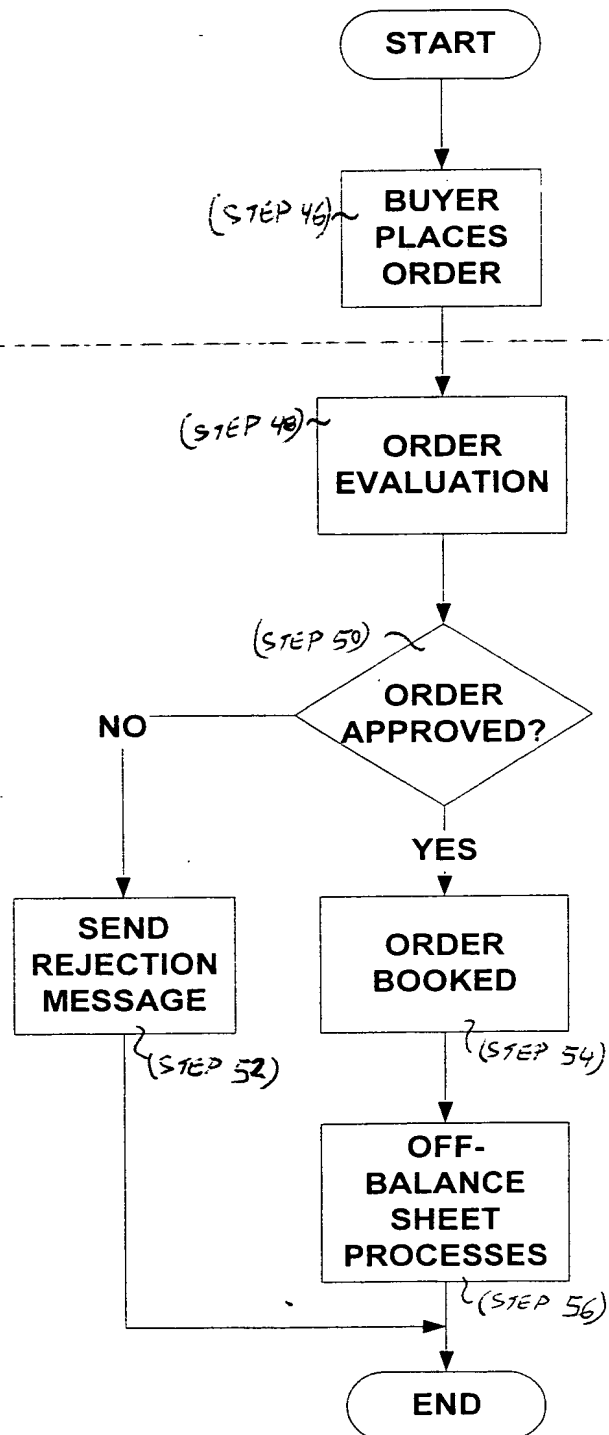 START
(STEP 46)
BUYER
PLACES
ORDER
(STEP 48)
ORDER
EVALUATION
(STEP 50)
ORDER
APPROVED?
NO
YES
SEND
REJECTION
MESSAGE
(STEP 52)
ORDER
BOOKED
(STEP 54)
OFF-
BALANCE
SHEET
PROCESSES
(STEP 56)
END